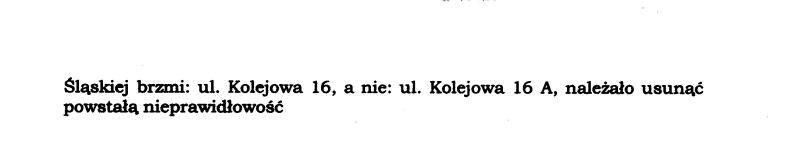 Śląskiej brzmi: ul. Kolejowa 16, a nie: ul. Kolejowa 16 A, należało usunąć
powstałą nieprawidłowość